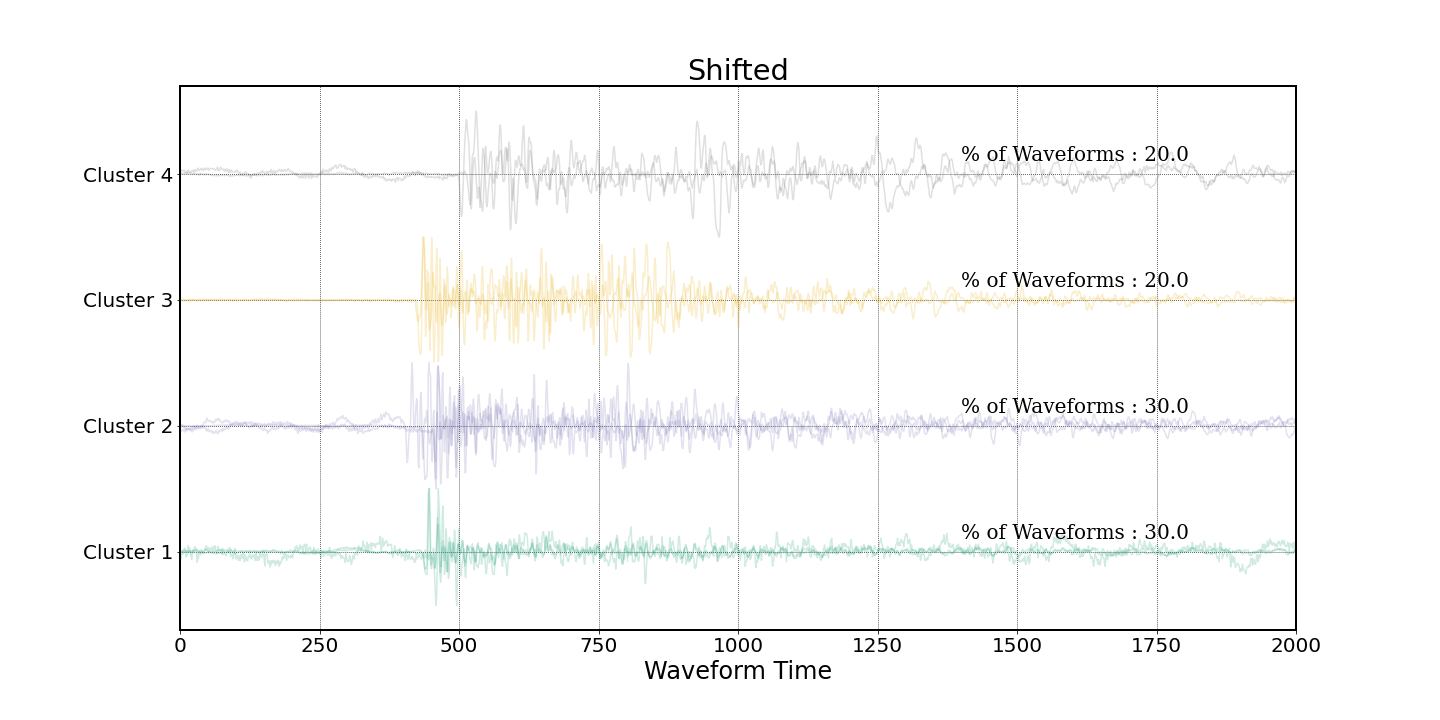 Shifted
Cluster 4
% of Waveforms : 20.0
Cluster 3
% of Waveforms : 20.0
Cluster 2
% of Waveforms : 30.0
Cluster 1
% of Waveforms : 30.0
0 250 500 750 1000 1250 1500 1750 2000
Waveform Time